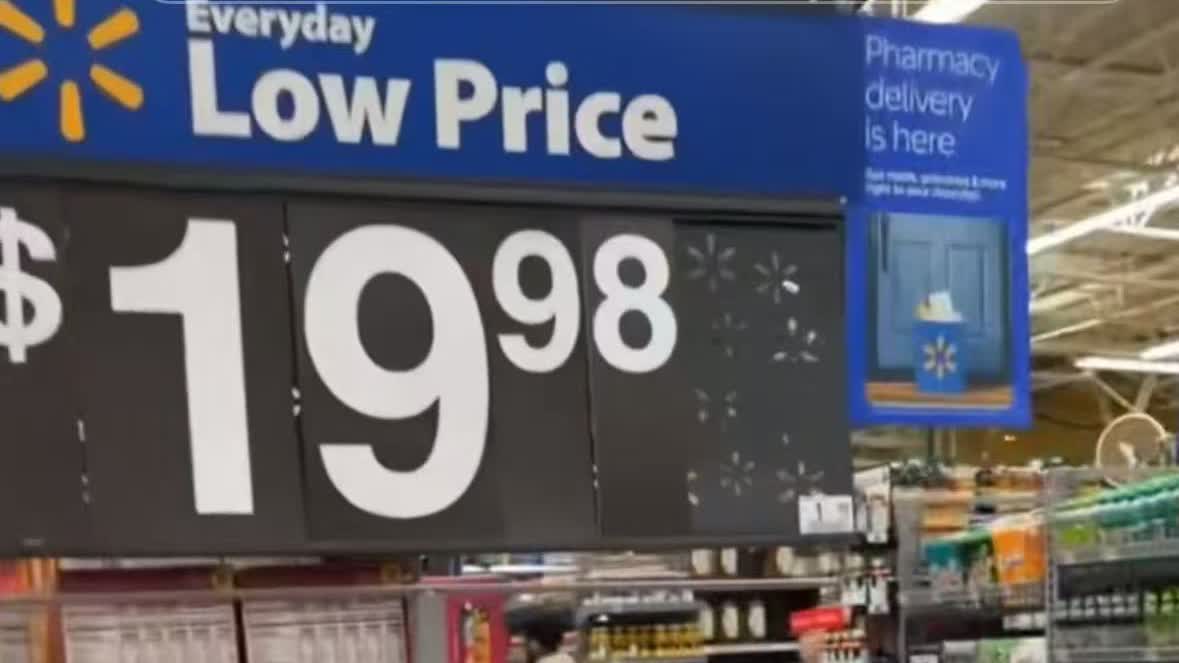 Everyday
Low Price
$19 98
Pharmacy
delivery
is here